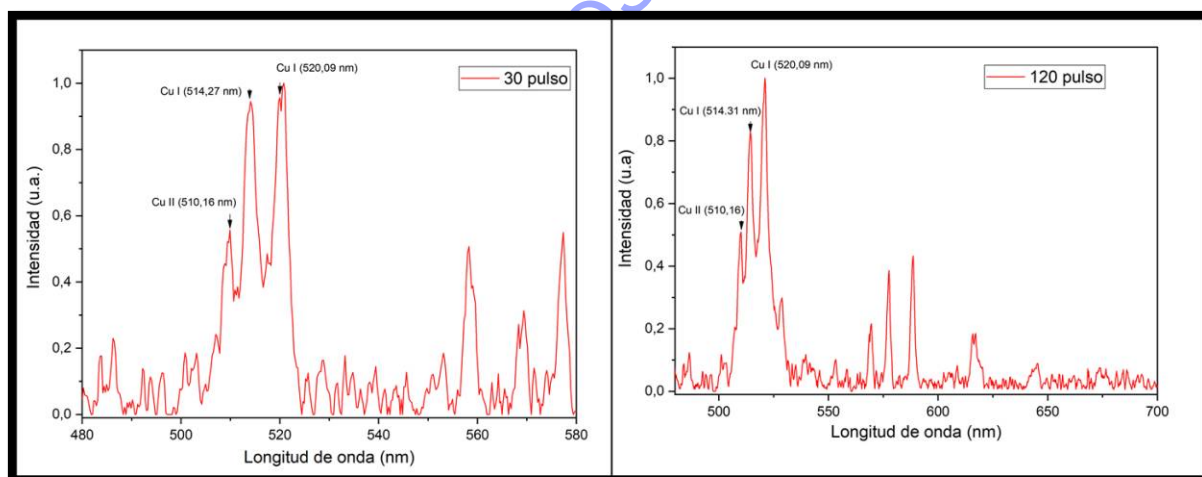 Cu I (520,09 nm)
30 pulso
Cu I (514,27 nm)
Cu II (510,16 nm)
Intensidad (u.a.)
1,0
0,8
0,6
0,4
0,2
0,0
480 500 520 540 560 580
Longitud de onda (nm)
Cu I (520,09 nm)
120 pulso
Cu I (514.31 nm)
Cu II (510,16)
Intensidad (u.a)
1,0
0,8
0,6
0,4
0,2
0,0
500 550 600 650 700
Longitud de onda (nm)